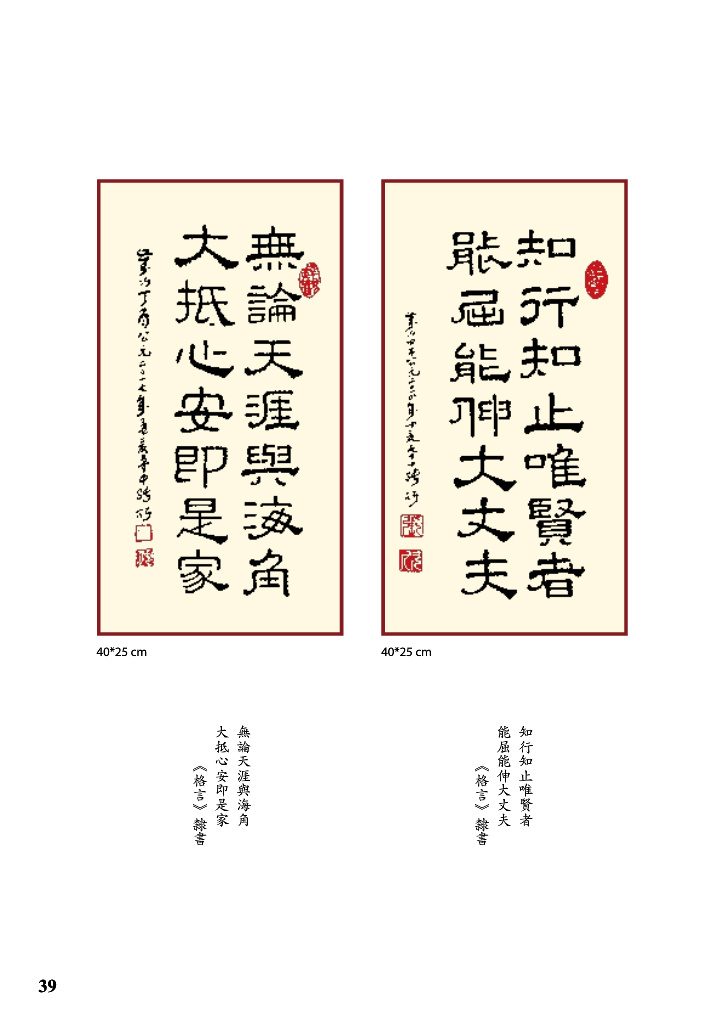 知行知止唯賢者
能屈能伸大丈夫
無論天涯與海角
大抵心安即是家
40*25 cm
40*25 cm
知行知止唯賢者
能屈能伸大丈夫
《格言》隸書
無論天涯與海角
大抵心安即是家
《格言》隸書
39